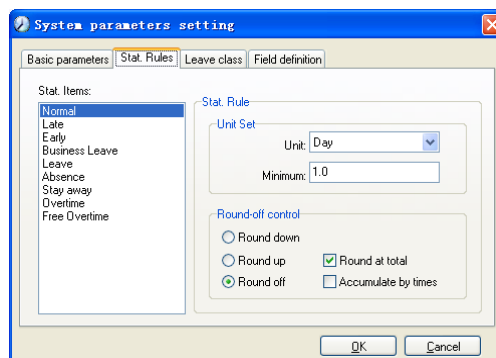 System parameters setting
Basic parameters Stat. Rules Leave class Field definition
Stat. Items:
Normal
Late
Early
Business Leave
Leave
Absence
Stay away
Overtime
Free Overtime
Stat. Rule
Unit Set
Unit: Day
Minimum: 1.0
Round-off control
Round down
Round up Round at total
Round off Accumulate by times
OK Cancel